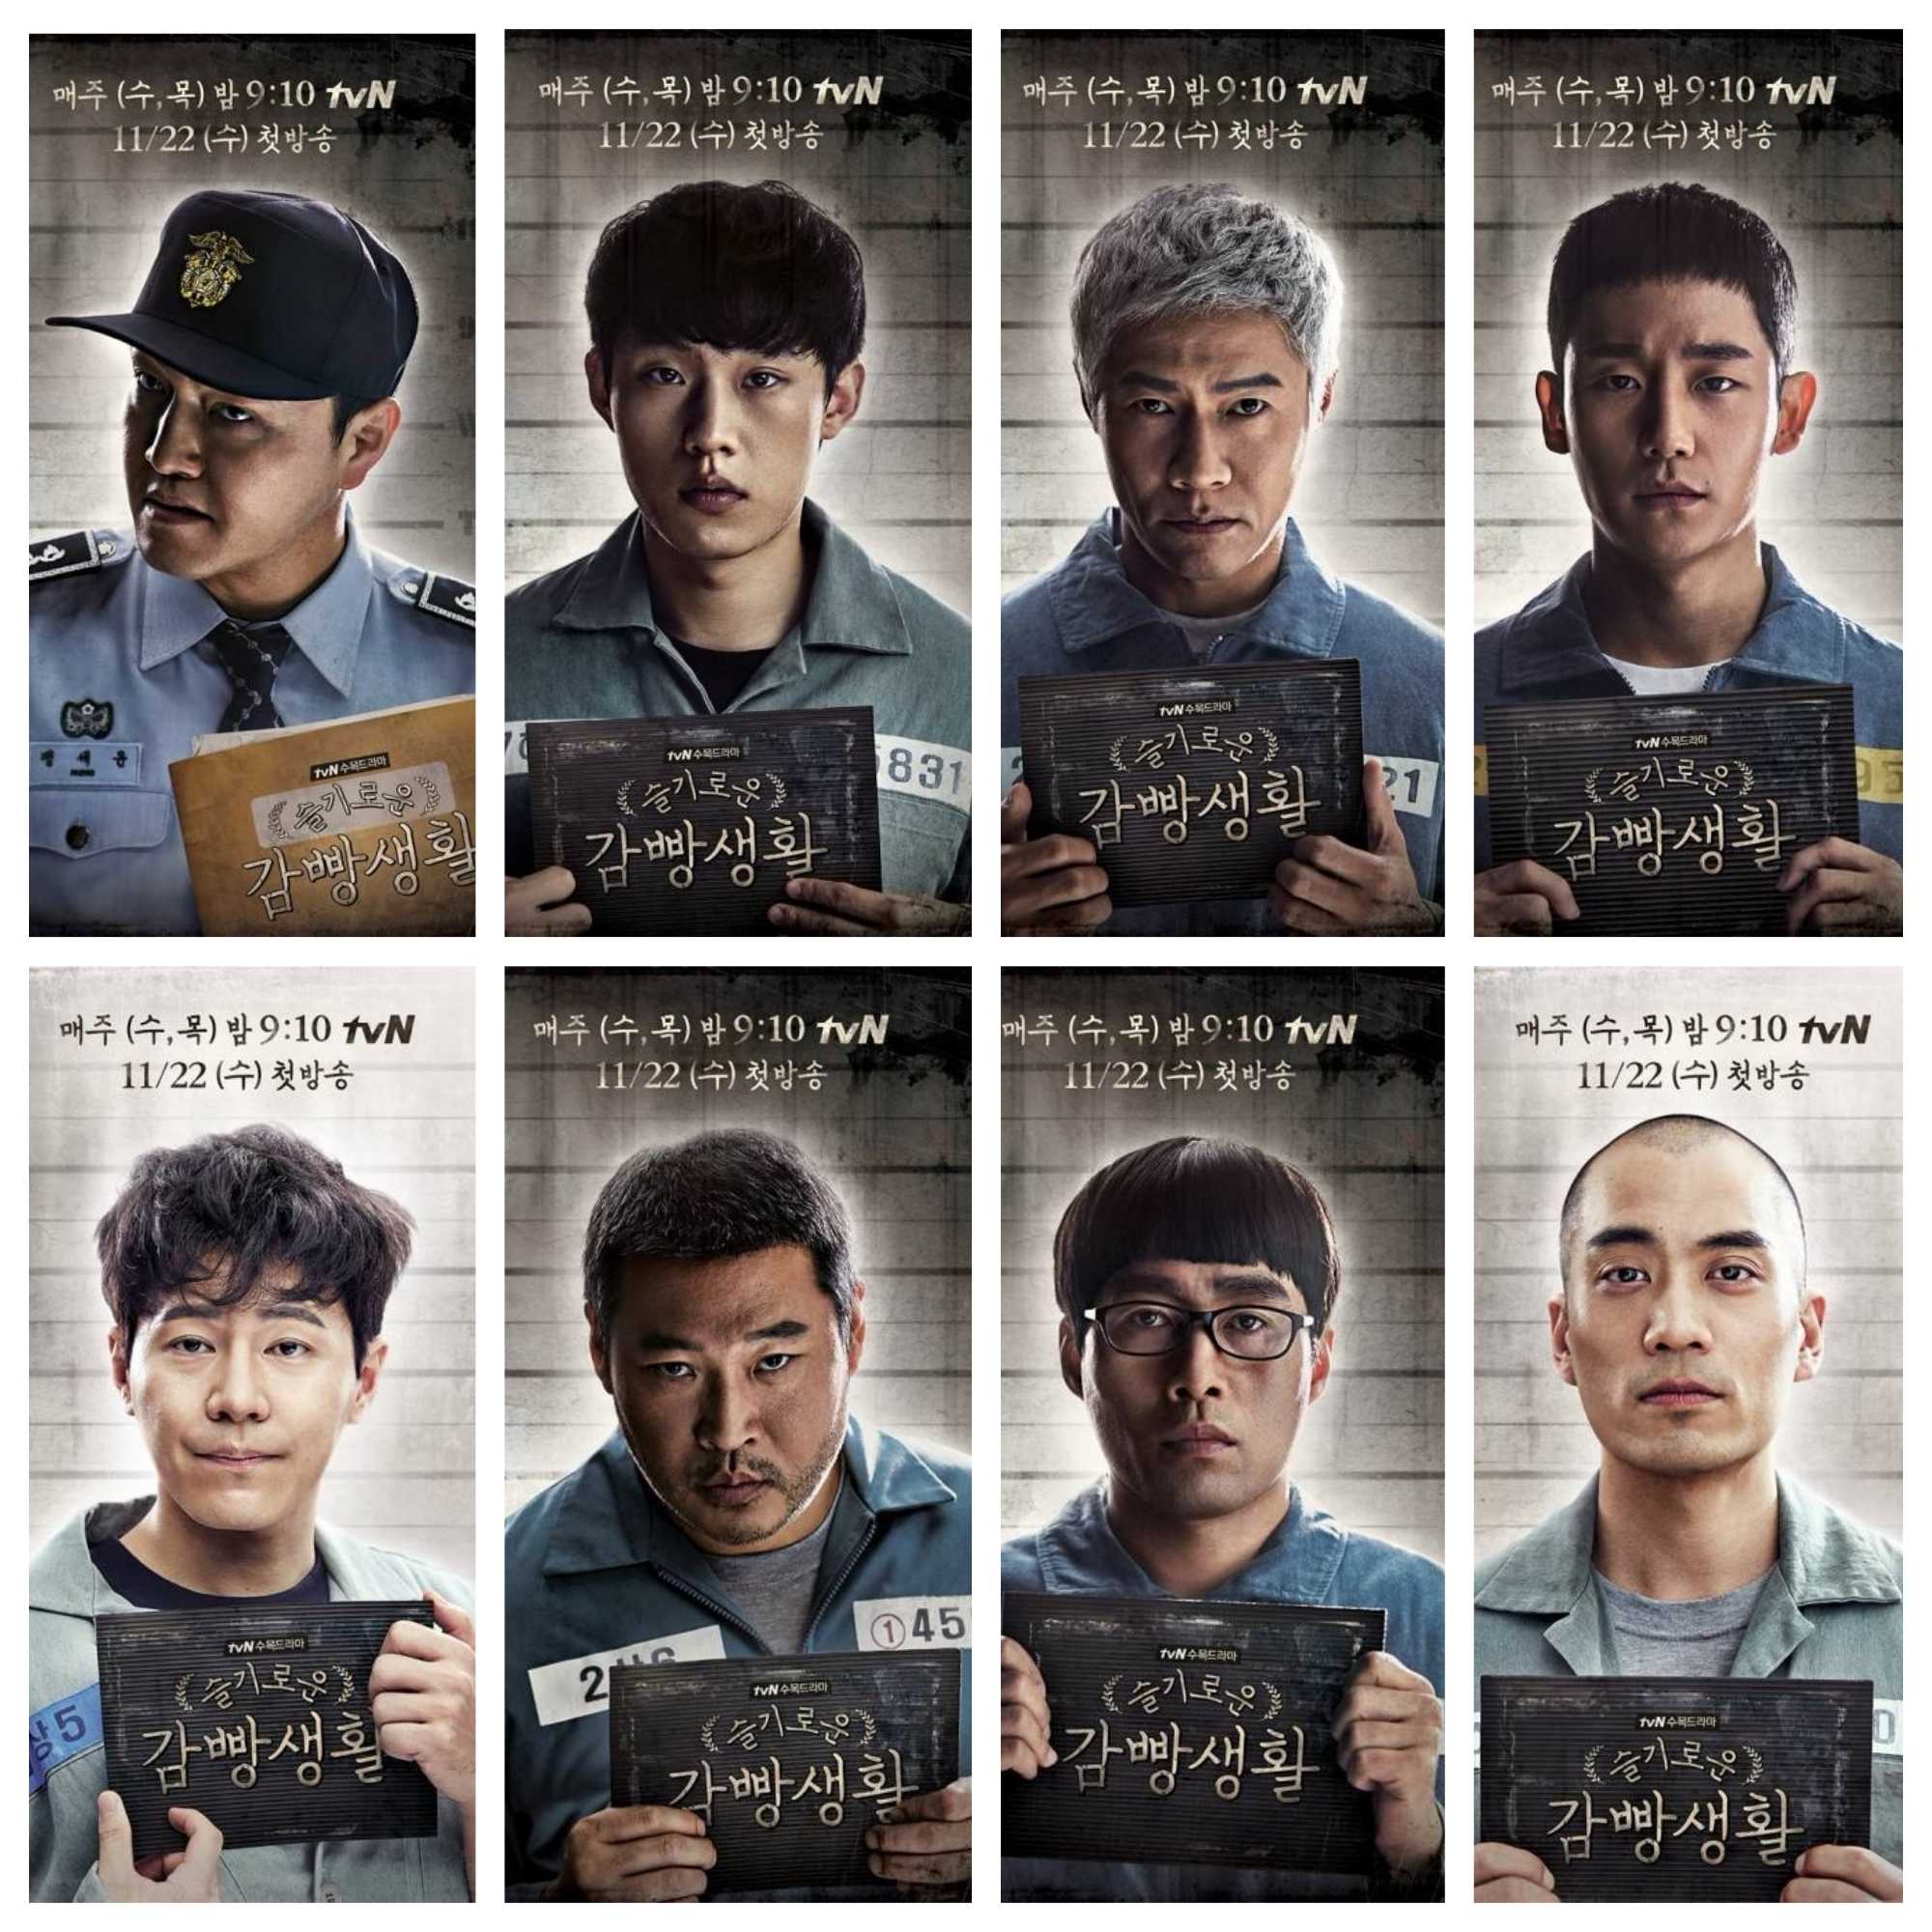 매주 (수,목) 밤 9:10 tvN
11/22 (수) 첫방송
tvN 수목드라마
슬기로운
감빵생활
매주 (수,목) 밤 9:10 tvN
11/22 (수) 첫방송
831
tvN 수목드라마
슬기로운
감빵생활
매주 (수,목) 밤 9:10 tvN
11/22 (수) 첫방송
tvN 수목드라마
슬기로운
21
감빵생활
매주 (수,목) 밤 9:10 tvN
11/22 (수) 첫방송
tvN 수목드라마
슬기로운
95
감빵생활
매주 (수,목) 밤 9:10 tvN
11/22 (수) 첫방송
tvN 수목드라마
슬기로운
상5
감빵생활
매주 (수,목) 밤 9:10 tvN
11/22 (수) 첫방송
①45
2
tvN 수목드라마
슬기로운
감빵생활
매주 (수,목) 밤 9:10 tvN
11/22 (수) 첫방송
tvN 수목드라마
슬기로운
감빵생활
매주 (수,목) 밤 9:10 tvN
11/22 (수) 첫방송
tvN 수목드라마
0
슬기로운
감빵생활